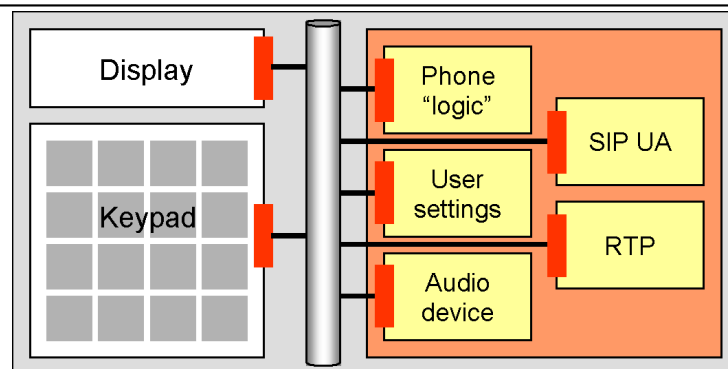 Display
Keypad
Phone
“logic”
SIP UA
User
settings
RTP
Audio
device